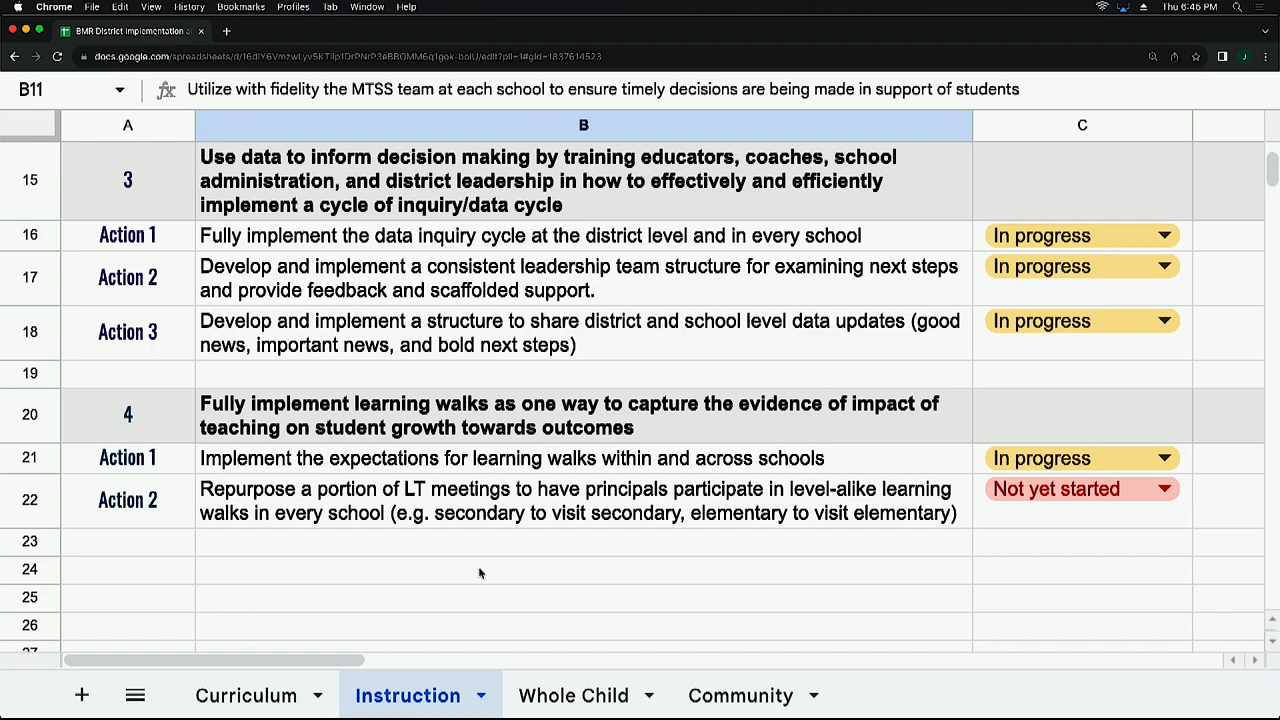 Chrome File Edit View History Bookmarks Profiles Tab Window Help Thu 6:45 PM
BMR District Implementation a
B11 fx Utilize with fidelity the MTSS team at each school to ensure timely decisions are being made in support of students
A B C
15 3 Use data to inform decision making by training educators, coaches, school
administration, and district leadership in how to effectively and efficiently
implement a cycle of inquiry/data cycle
16 Action 1 Fully implement the data inquiry cycle at the district level and in every school In progress
17 Action 2 Develop and implement a consistent leadership team structure for examining next steps In progress
and provide feedback and scaffolded support.
18 Action 3 Develop and implement a structure to share district and school level data updates (good In progress
news, important news, and bold next steps)
19
20 4 Fully implement learning walks as one way to capture the evidence of impact of
teaching on student growth towards outcomes
21 Action 1 Implement the expectations for learning walks within and across schools In progress
22 Action 2 Repurpose a portion of LT meetings to have principals participate in level-alike learning Not yet started
walks in every school (e.g. secondary to visit secondary, elementary to visit elementary)
23
24
25
26
Curriculum Instruction Whole Child Community